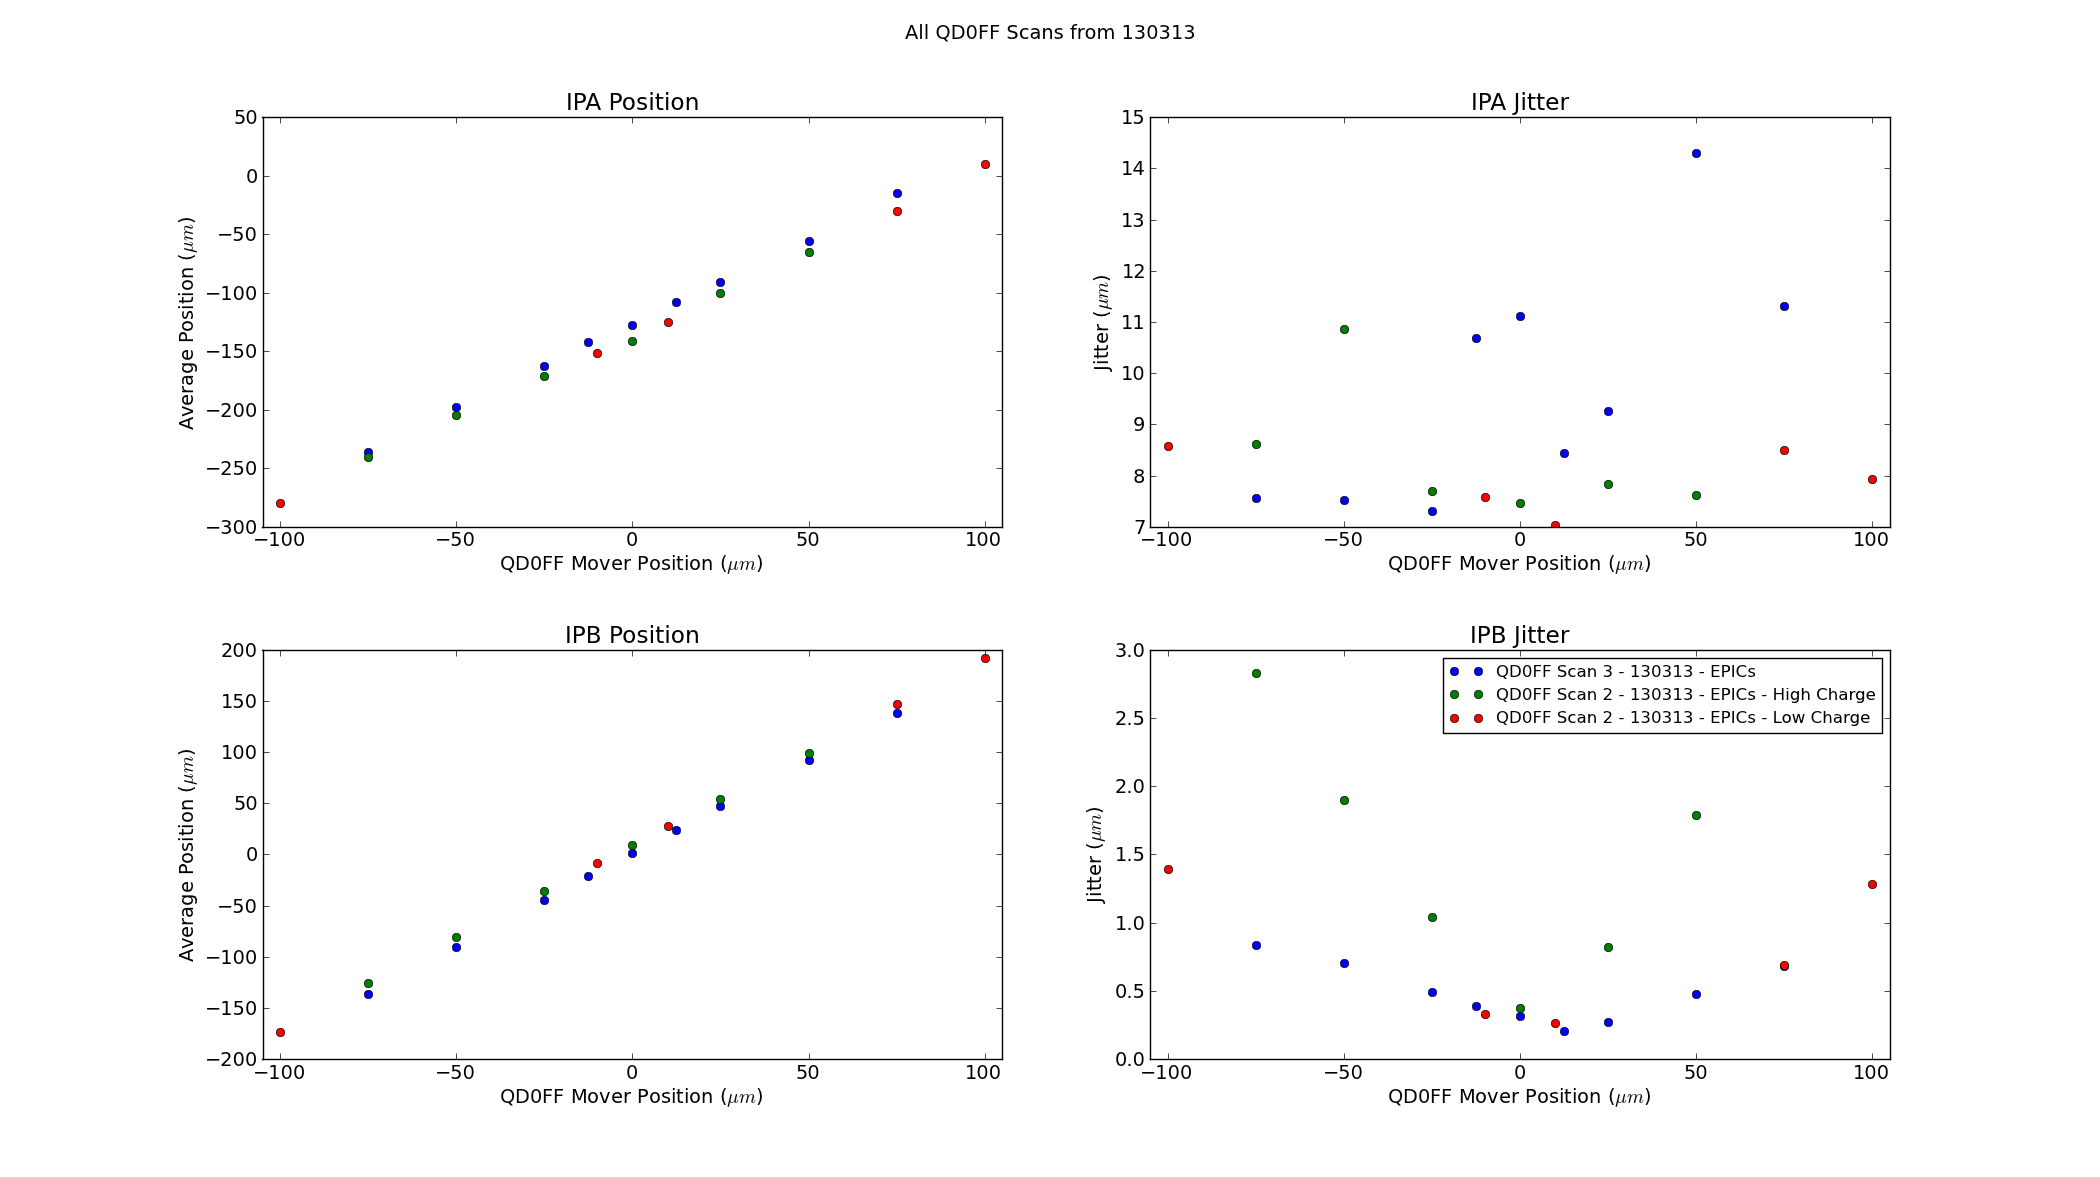 All QD0FF Scans from 130313
IPA Position
50
0
−50
−100
−150
−200
−250
−300
Average Position (μm)
−100 −50 0 50 100
QD0FF Mover Position (μm)
IPA Jitter
15
14
13
12
11
10
9
8
7
Jitter (μm)
−100 −50 0 50 100
QD0FF Mover Position (μm)
IPB Position
200
150
100
50
0
−50
−100
−150
−200
Average Position (μm)
−100 −50 0 50 100
QD0FF Mover Position (μm)
IPB Jitter
3.0
2.5
2.0
1.5
1.0
0.5
0.0
Jitter (μm)
QD0FF Scan 3 - 130313 - EPICs
QD0FF Scan 2 - 130313 - EPICs - High Charge
QD0FF Scan 2 - 130313 - EPICs - Low Charge
−100 −50 0 50 100
QD0FF Mover Position (μm)